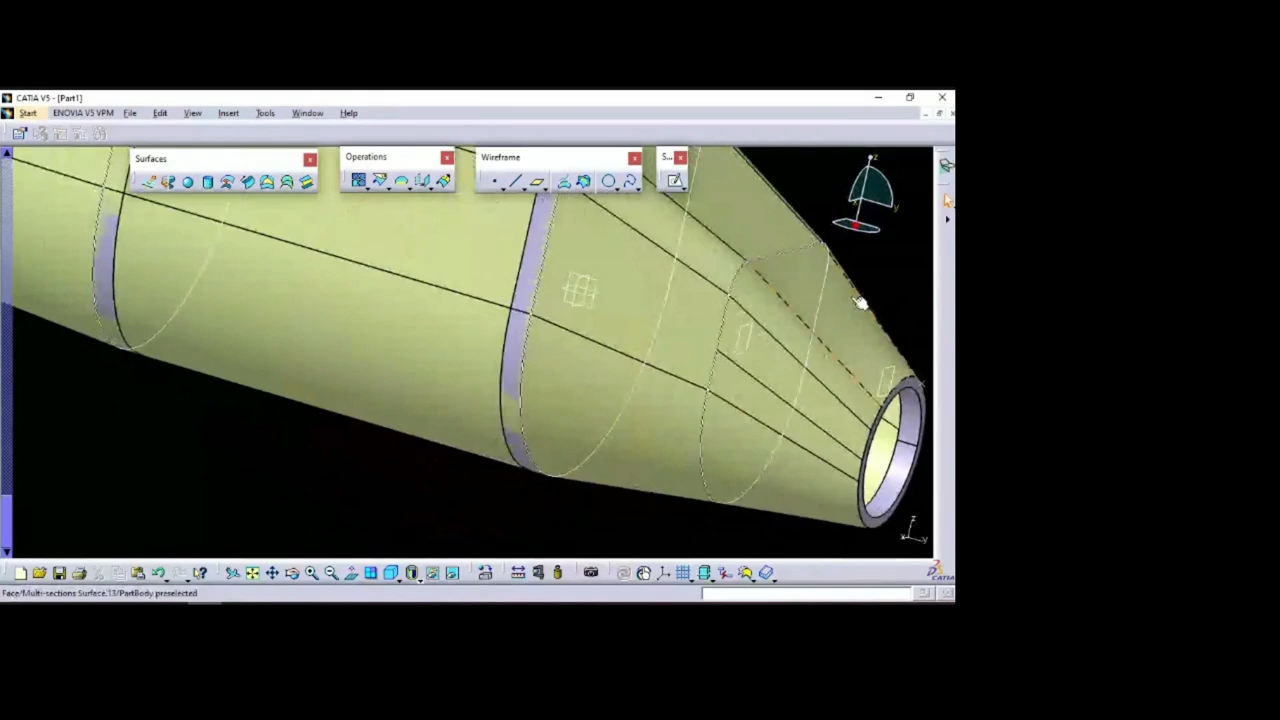 CATIA V5 - [Part1]
Start ENOVIA V5 VPM File Edit View Insert Tools Window Help
Surfaces
Operations
Wireframe
S...
z
y
z
x
y
CATIA
Face/Multi-sections Surface.13/PartBody preselected